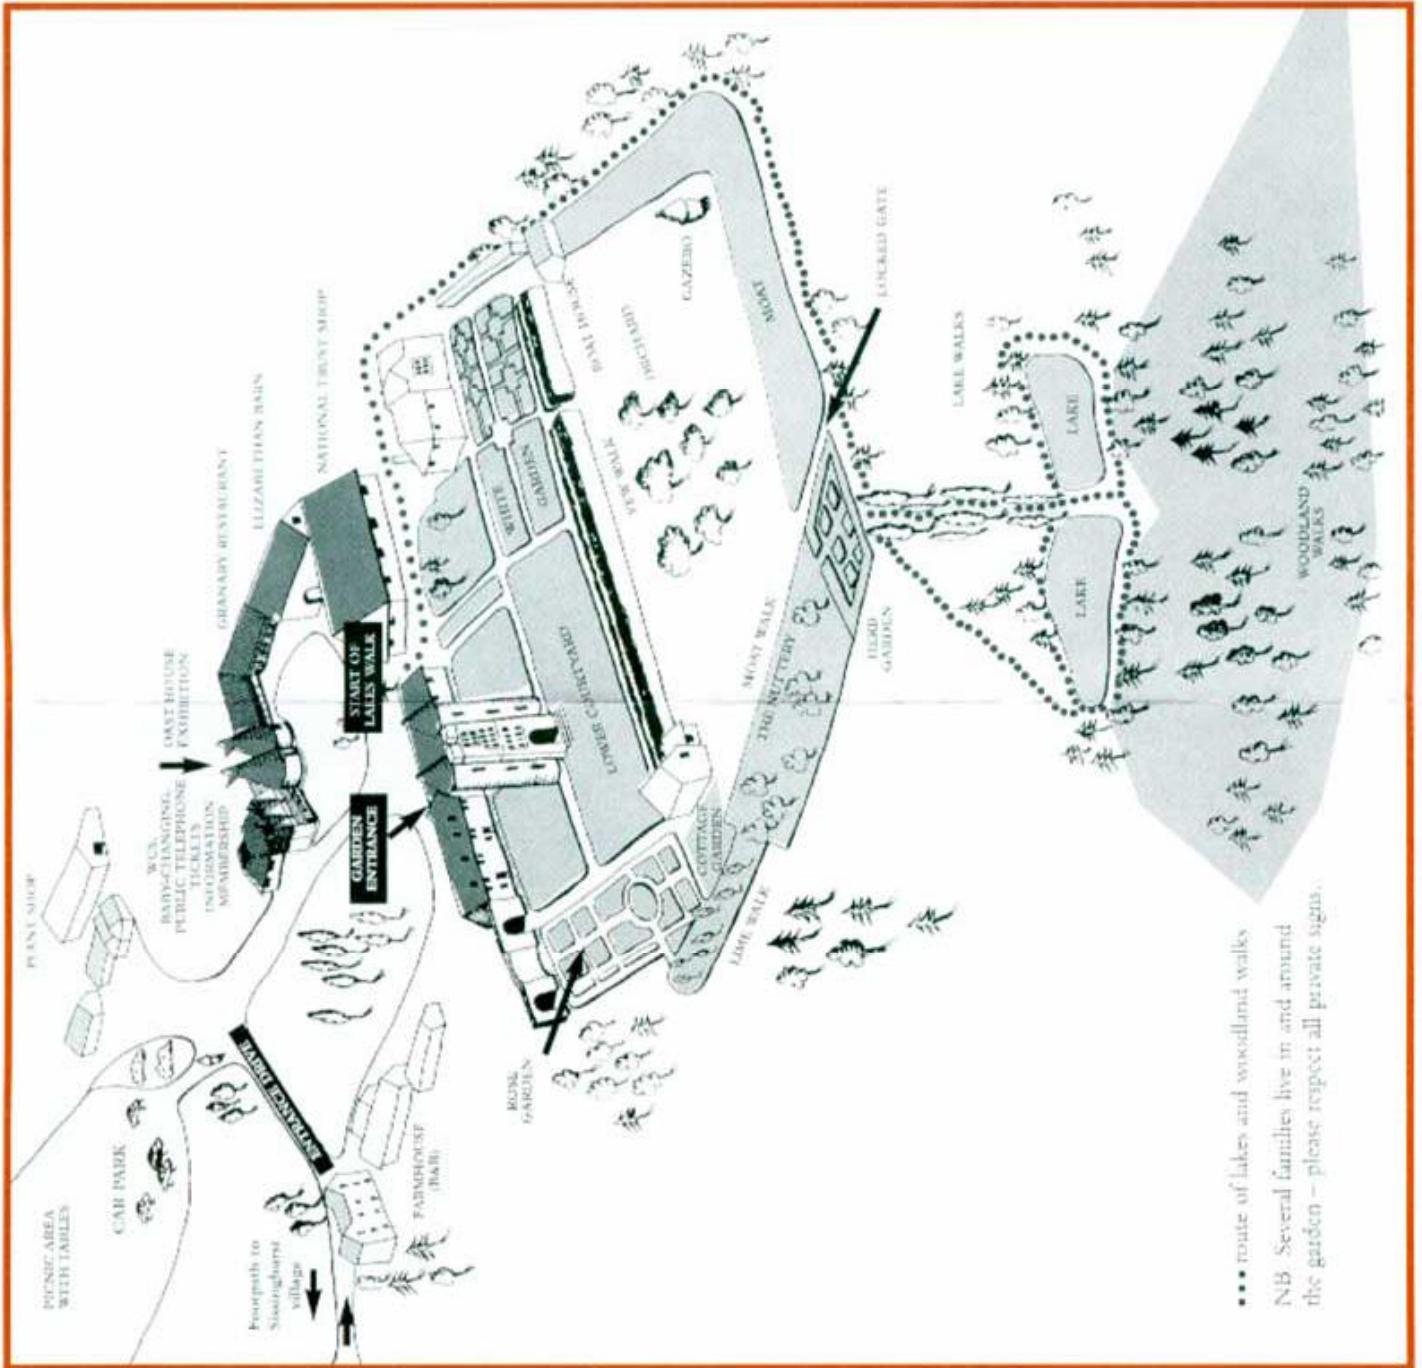 PICNIC AREA
WITH TABLES
CAR PARK
PLANT SHOP
WCS,
BABY-CHANGING,
PUBLIC TELEPHONE
TICKETS
INFORMATION
MEMBERSHIP
OAST HOUSE
EXHIBITION
GRANARY RESTAURANT
ELIZABETHAN BARN
NATIONAL TRUST SHOP
Footpath to
Sissinghurst
village
ENTRANCE DRIVE
FARMHOUSE
(B&B)
GARDEN
ENTRANCE
START OF
LAKES WALK
ROSE
GARDEN
LOWER COURTYARD
WHITE
GARDEN
YEW WALK
BOAT HOUSE
ORCHARD
GAZEBO
MOAT
COTTAGE
GARDEN
LIME WALK
THE NUTTERY
MOAT WALK
HERB
GARDEN
LOCKED GATE
LAKE WALKS
LAKE
LAKE
WOODLAND
WALKS
••• route of lakes and woodland walks
NB. Several families live in and around
the garden – please respect all private signs.